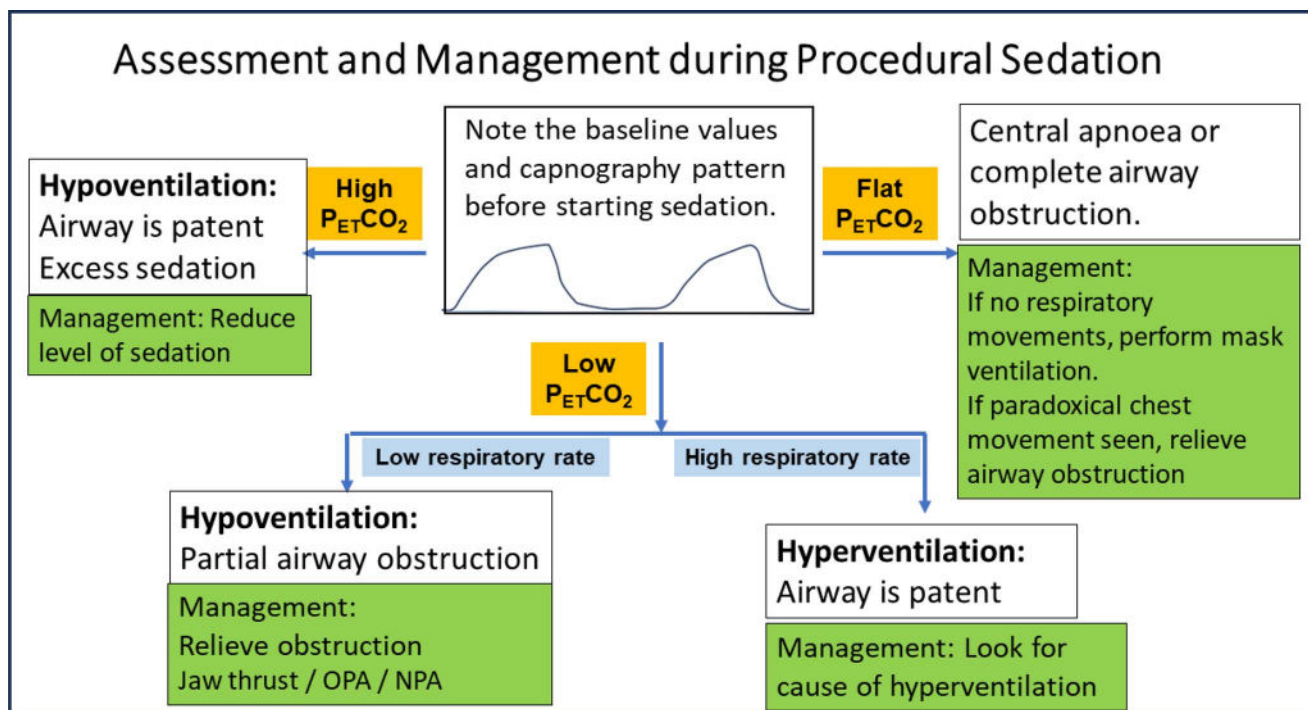 Assessment and Management during Procedural Sedation
Note the baseline values
and capnography pattern
before starting sedation.
High
PETCO2
Hypoventilation:
Airway is patent
Excess sedation
Management: Reduce
level of sedation
Flat
PETCO2
Central apnoea or
complete airway
obstruction.
Management:
If no respiratory
movements, perform mask
ventilation.
If paradoxical chest
movement seen, relieve
airway obstruction
Low
PETCO2
Low respiratory rate
High respiratory rate
Hypoventilation:
Partial airway obstruction
Management:
Relieve obstruction
Jaw thrust / OPA / NPA
Hyperventilation:
Airway is patent
Management: Look for
cause of hyperventilation